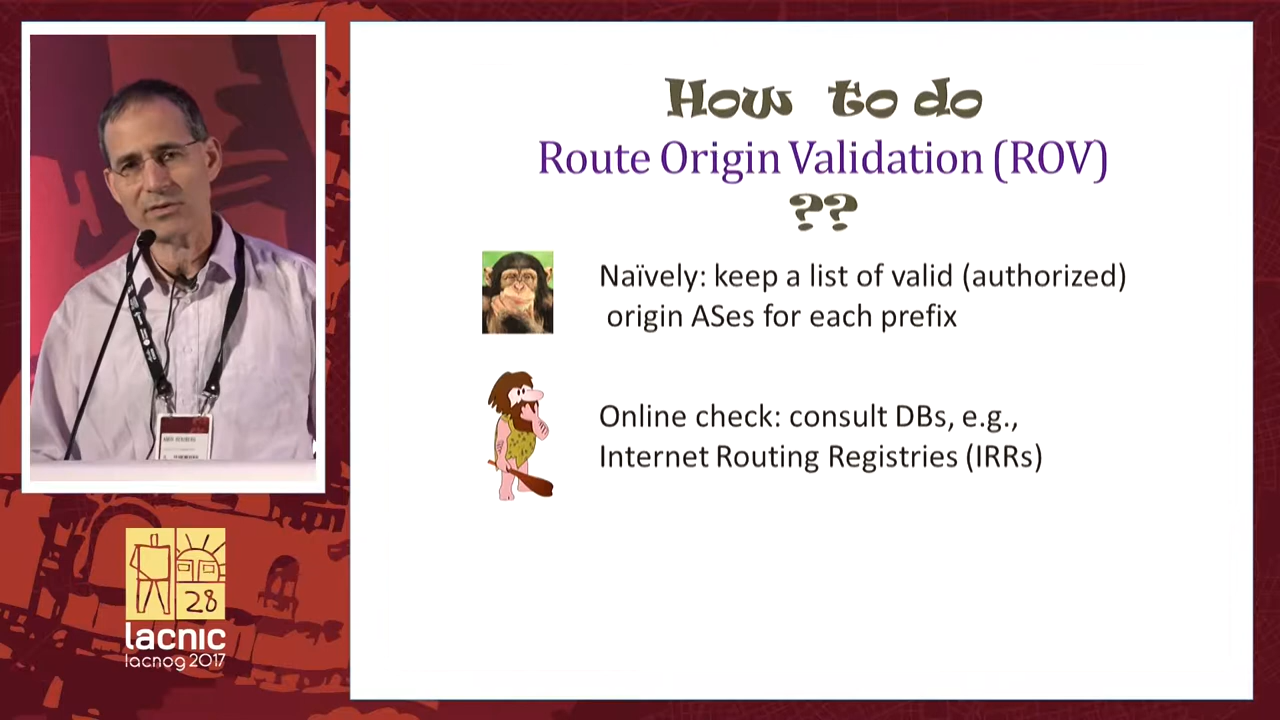 How to do
Route Origin Validation (ROV)
??
Naïvely: keep a list of valid (authorized)
origin ASes for each prefix
Online check: consult DBs, e.g.,
Internet Routing Registries (IRRs)
28
lacnic
lacnog 2017